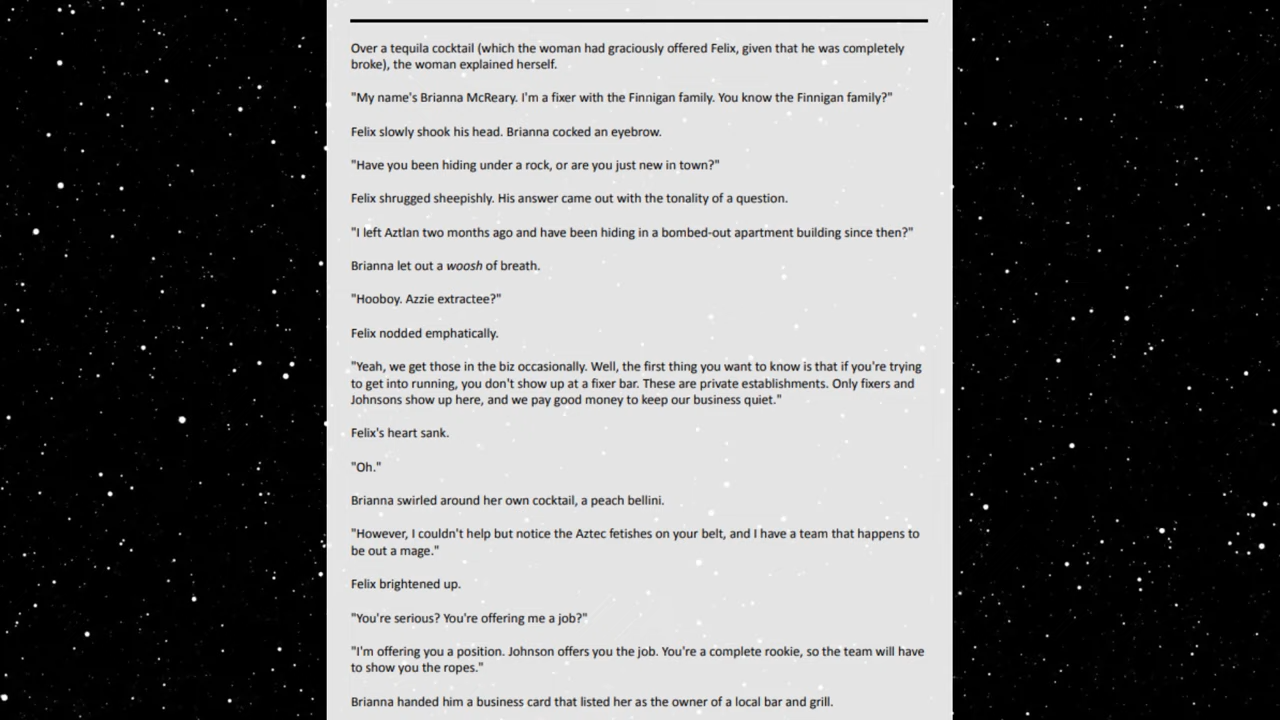 Over a tequila cocktail (which the woman had graciously offered Felix, given that he was completely
broke), the woman explained herself.
"My name's Brianna McReary. I'm a fixer with the Finnigan family. You know the Finnigan family?"
Felix slowly shook his head. Brianna cocked an eyebrow.
"Have you been hiding under a rock, or are you just new in town?"
Felix shrugged sheepishly. His answer came out with the tonality of a question.
"I left Aztlan two months ago and have been hiding in a bombed-out apartment building since then?"
Brianna let out a woosh of breath.
"Hooboy. Azzie extractee?"
Felix nodded emphatically.
"Yeah, we get those in the biz occasionally. Well, the first thing you want to know is that if you're trying
to get into running, you don't show up at a fixer bar. These are private establishments. Only fixers and
Johnsons show up here, and we pay good money to keep our business quiet."
Felix's heart sank.
"Oh."
Brianna swirled around her own cocktail, a peach bellini.
"However, I couldn't help but notice the Aztec fetishes on your belt, and I have a team that happens to
be out a mage."
Felix brightened up.
"You're serious? You're offering me a job?"
"I'm offering you a position. Johnson offers you the job. You're a complete rookie, so the team will have
to show you the ropes."
Brianna handed him a business card that listed her as the owner of a local bar and grill.